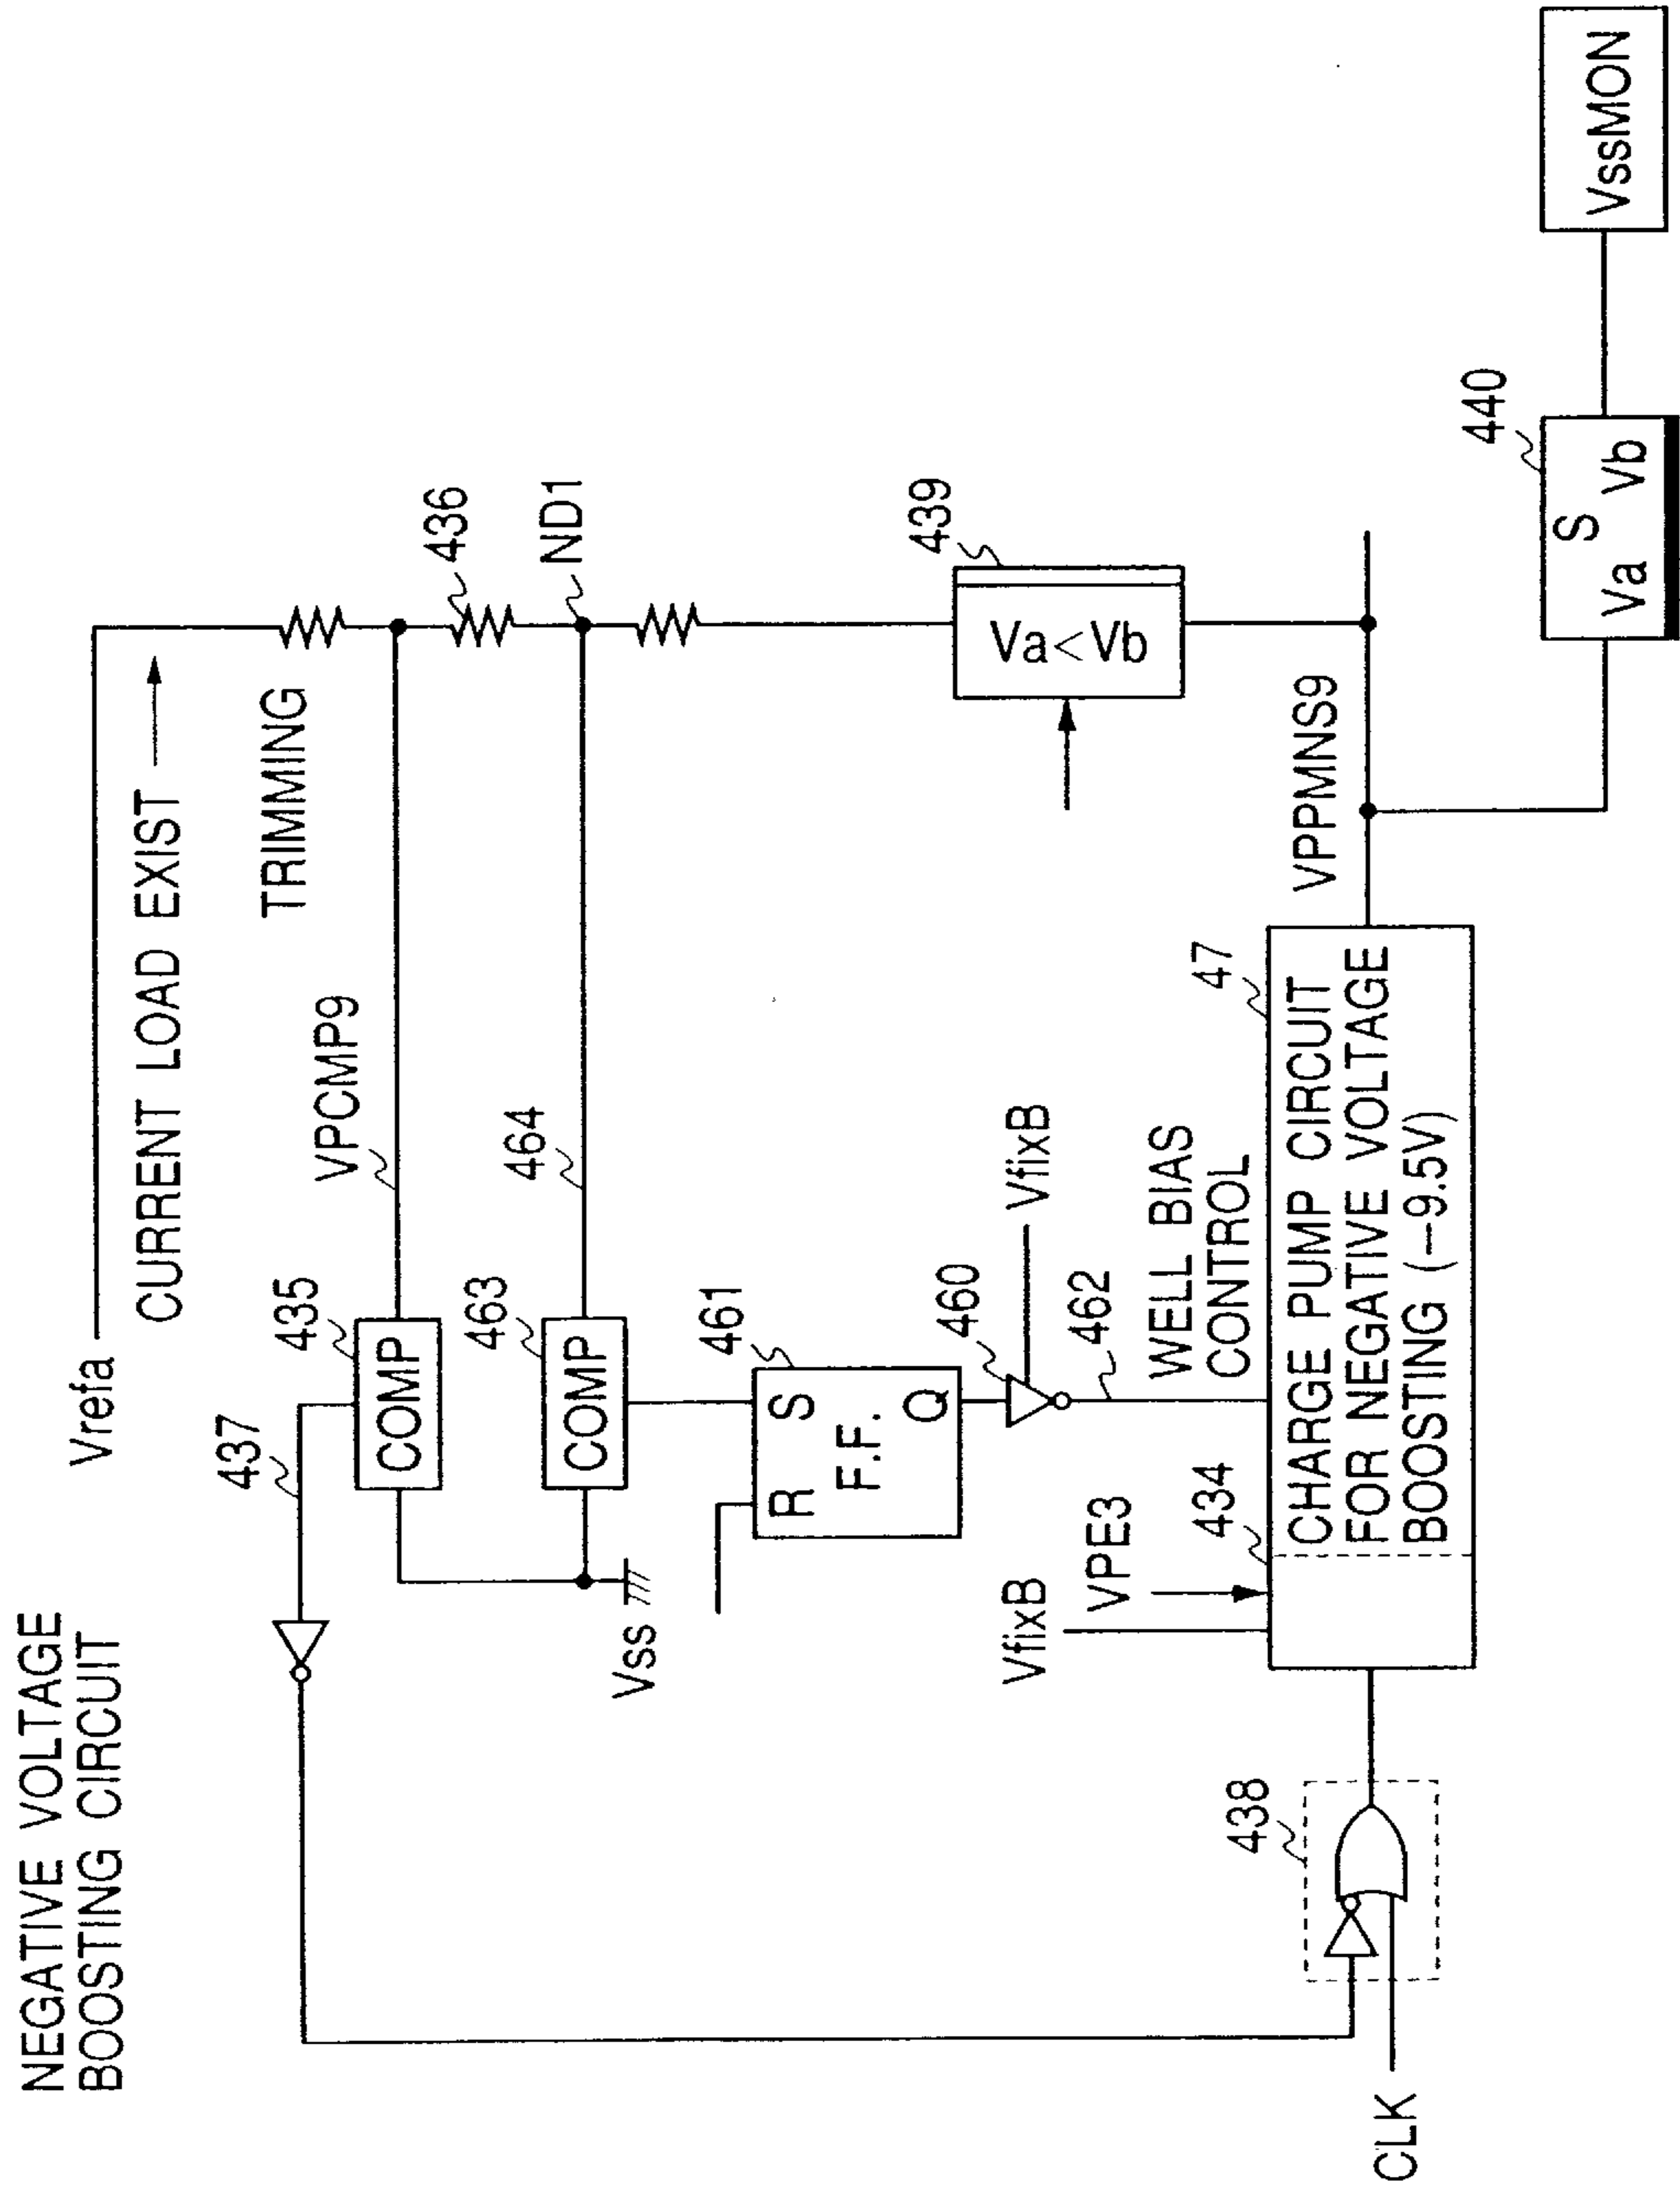 NEGATIVE VOLTAGE
BOOSTING CIRCUIT
Vrefa
CURRENT LOAD EXIST
TRIMMING
437
435
VPCMP9
436
COMP
463
464
ND1
COMP
Vss
461
R
S
F.F.
Q
439
Va<Vb
460
VfixB
462
WELL BIAS
CONTROL
VfixB
VPE3
434
47
VPPMNS9
CHARGE PUMP CIRCUIT
FOR NEGATIVE VOLTAGE
BOOSTING (−9.5V)
438
CLK
440
S
Va Vb
VssMON